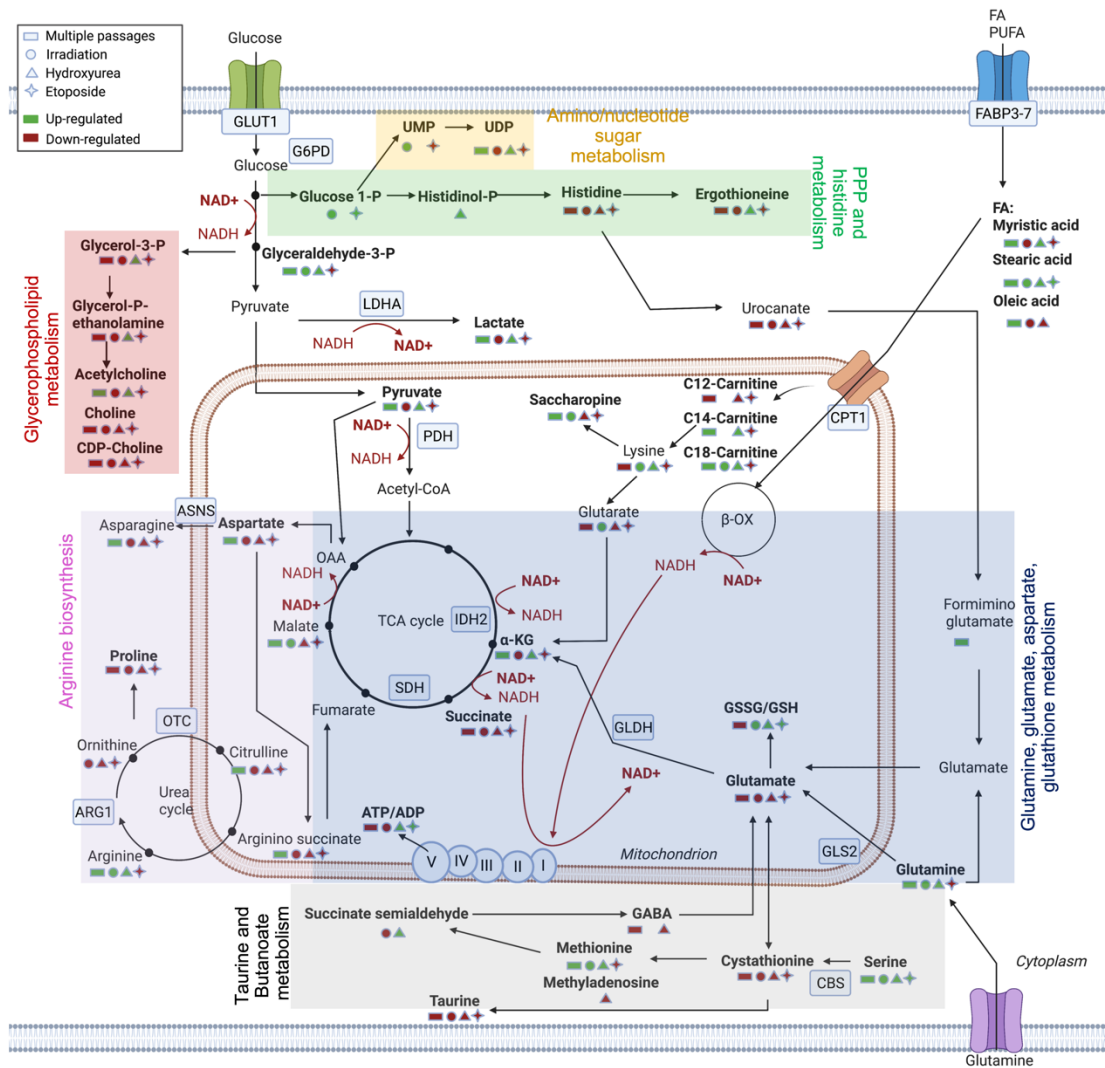 Multiple passages
Irradiation
Hydroxyurea
Etoposide
Up-regulated
Down-regulated
Glucose
GLUT1
G6PD
Glucose
FA
PUFA
FABP3-7
UMP
UDP
Amino/nucleotide
sugar
metabolism
NAD+
NADH
Glucose 1-P
Histidinol-P
Histidine
Ergothioneine
PPP and
histidine
metabolism
Glycerol-3-P
Glyceraldehyde-3-P
FA:
Myristic acid
Stearic acid
Oleic acid
Glycerophospholipid
metabolism
Glycerol-P-
ethanolamine
Acetylcholine
Choline
CDP-Choline
Pyruvate
LDHA
NADH
NAD+
Lactate
Urocanate
Pyruvate
NAD+
NADH
PDH
Acetyl-CoA
Saccharopine
Lysine
Glutarate
C12-Carnitine
C14-Carnitine
C18-Carnitine
CPT1
β-OX
NADH
NAD+
ASNS
Asparagine
Aspartate
Arginine biosynthesis
OAA
NADH
NAD+
Malate
TCA cycle
IDH2
NAD+
NADH
α-KG
NAD+
NADH
SDH
Succinate
Fumarate
Formimino
glutamate
Glutamine, glutamate, aspartate,
glutathione metabolism
Proline
OTC
Ornithine
Citrulline
Urea
cycle
ARG1
Arginine
Arginino succinate
GLDH
GSSG/GSH
NAD+
Glutamate
Glutamate
ATP/ADP
V
IV
III
II
I
Mitochondrion
GLS2
Glutamine
Taurine and
Butanoate
metabolism
Succinate semialdehyde
GABA
Methionine
Methyladenosine
Cystathionine
CBS
Serine
Taurine
Cytoplasm
Glutamine